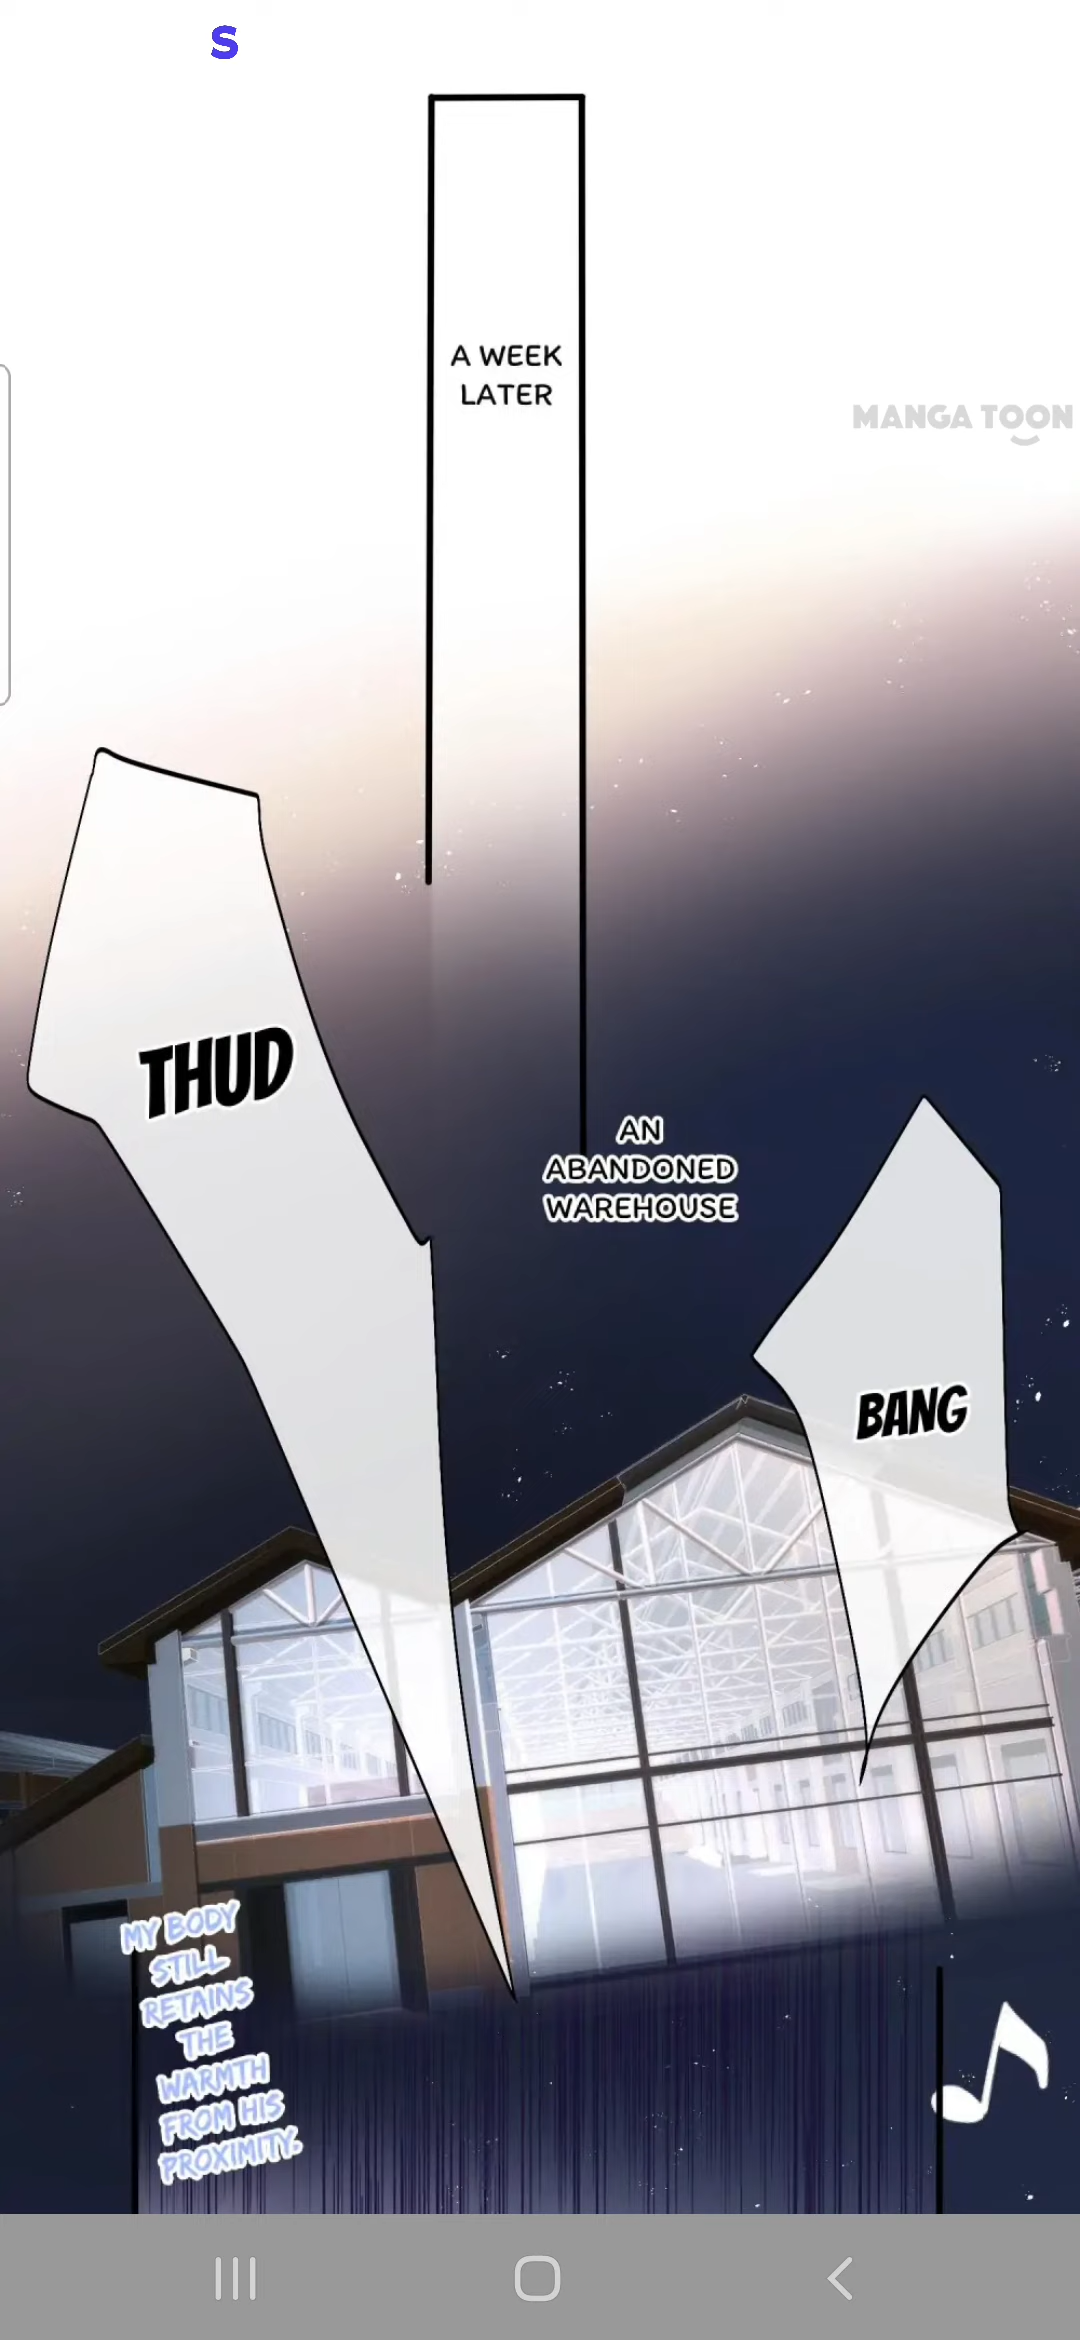 S
A WEEK
LATER
MANGA TOON
THUD
AN
ABANDONED
WAREHOUSE
BANG
MY BODY
STILL
RETAINS
THE
WARMTH
FROM HIS
PROXIMITY.